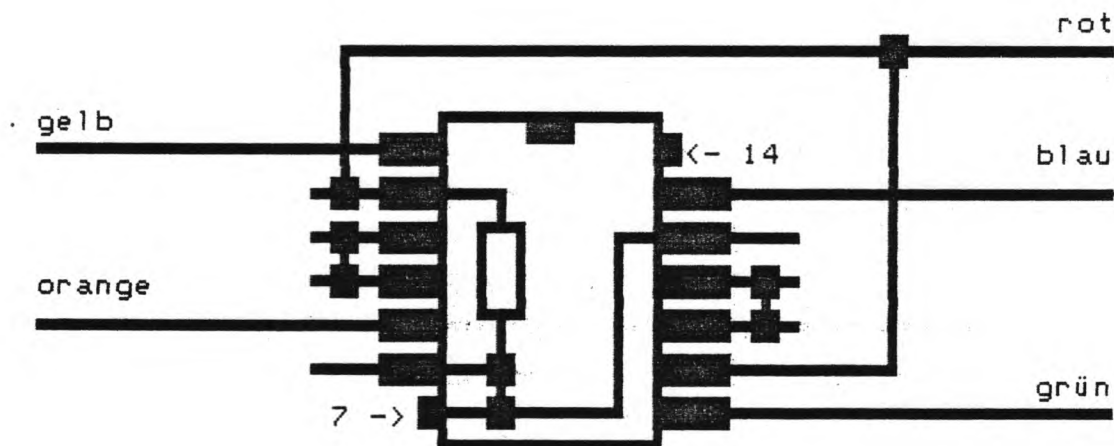 rot
gelb
<- 14
blau
orange
grün
7 ->